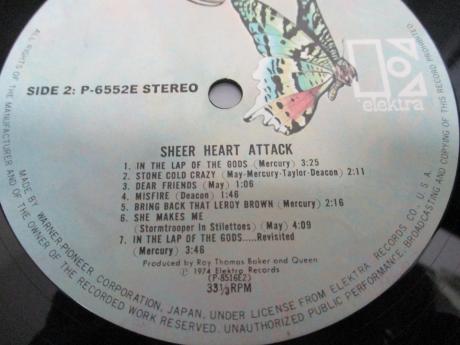 elektra
SIDE 2: P-6552E STEREO
SHEER HEART ATTACK
1. IN THE LAP OF THE GODS (Mercury) 3:25
2. STONE COLD CRAZY (May-Mercury-Taylor-Deacon) 2:11
3. DEAR FRIENDS (May) 1:06
4. MISFIRE (Deacon) 1:46
5. BRING BACK THAT LEROY BROWN (Mercury) 2:16
6. SHE MAKES ME
(Stormtrooper In Stilettoes) (May) 4:09
7. IN THE LAP OF THE GODS.....Revisited
(Mercury) 3:46
Produced by Roy Thomas Baker and Queen
℗ 1974 Elektra Records
(P-8516E2)
33⅓RPM
MADE BY WARNER-PIONEER CORPORATION, JAPAN, UNDER LICENSE FROM ELEKTRA RECORDS CO., U.S.A.
ALL RIGHTS OF THE MANUFACTURER AND OF THE OWNER OF THE RECORDED WORK RESERVED. UNAUTHORIZED PUBLIC PERFORMANCE, BROADCASTING AND COPYING OF THIS RECORD PROHIBITED